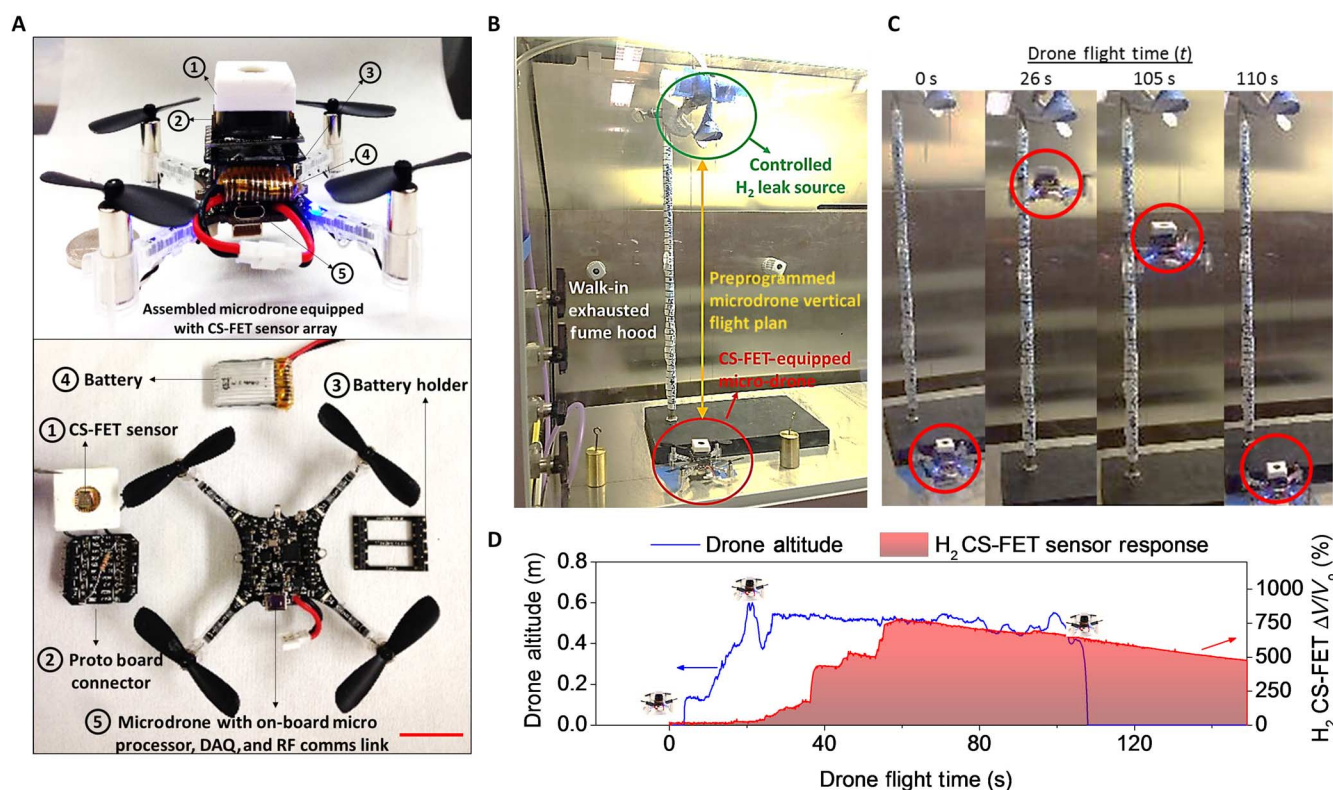 A
①
②
③
④
⑤
Assembled microdrone equipped
with CS-FET sensor array
④ Battery
③ Battery holder
① CS-FET sensor
② Proto board
connector
⑤ Microdrone with on-board micro
processor, DAQ, and RF comms link
B
Controlled
H₂ leak source
Walk-in
exhausted
fume hood
Preprogrammed
microdrone vertical
flight plan
CS-FET-equipped
micro-drone
C
Drone flight time (t)
0 s 26 s 105 s 110 s
D
Drone altitude
H₂ CS-FET sensor response
Drone altitude (m)
0.8
0.6
0.4
0.2
0.0
0 40 80 120
Drone flight time (s)
1000
750
500
250
0
H₂ CS-FET ΔV/V₀ (%)